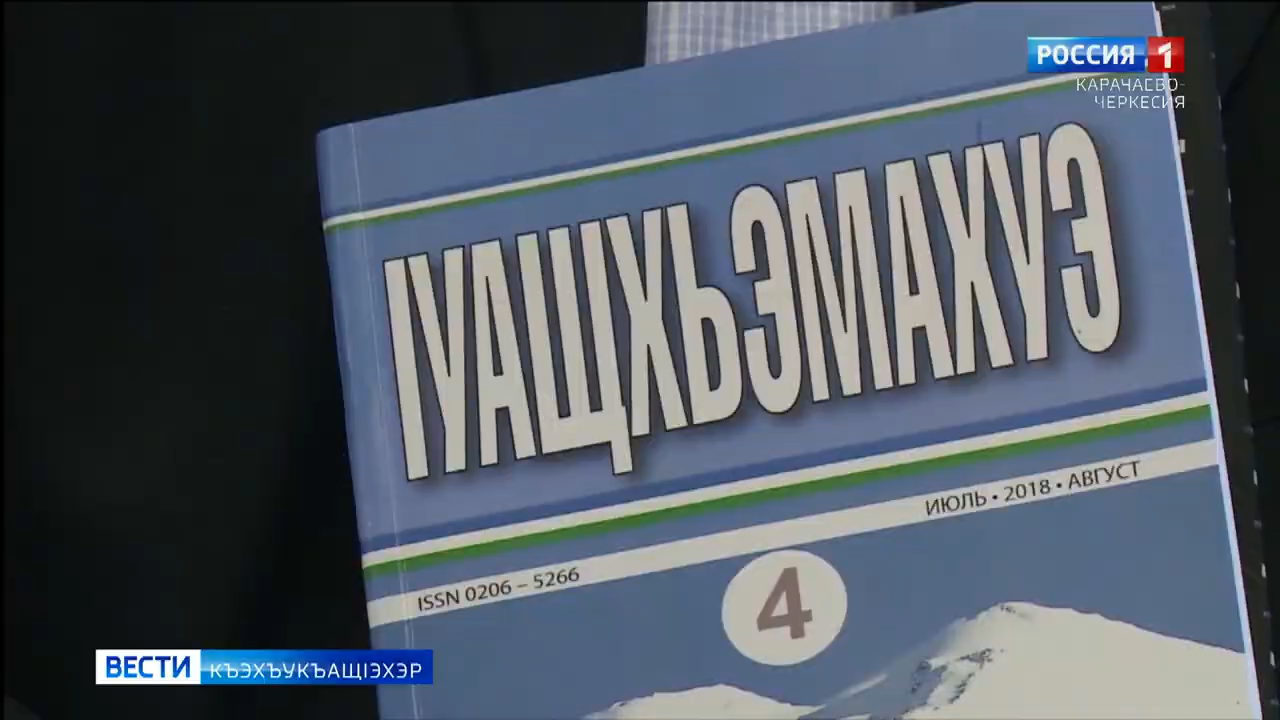 РОССИЯ 1
КАРАЧАЕВО-
ЧЕРКЕСИЯ
IУАЩХЬЭМАХУЭ
ИЮЛЬ • 2018 • АВГУСТ
ISSN 0206 – 5266
4
ВЕСТИ КЪЭХЪУКЪАЩIЭХЭР